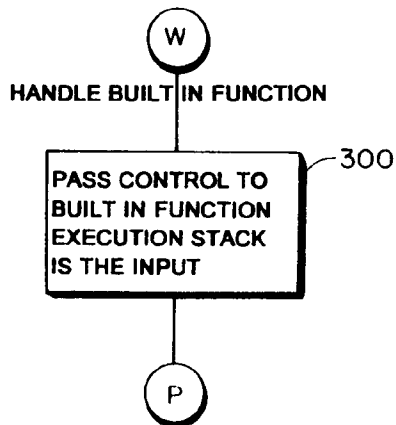 W
HANDLE BUILT IN FUNCTION
300
PASS CONTROL TO
BUILT IN FUNCTION
EXECUTION STACK
IS THE INPUT
P